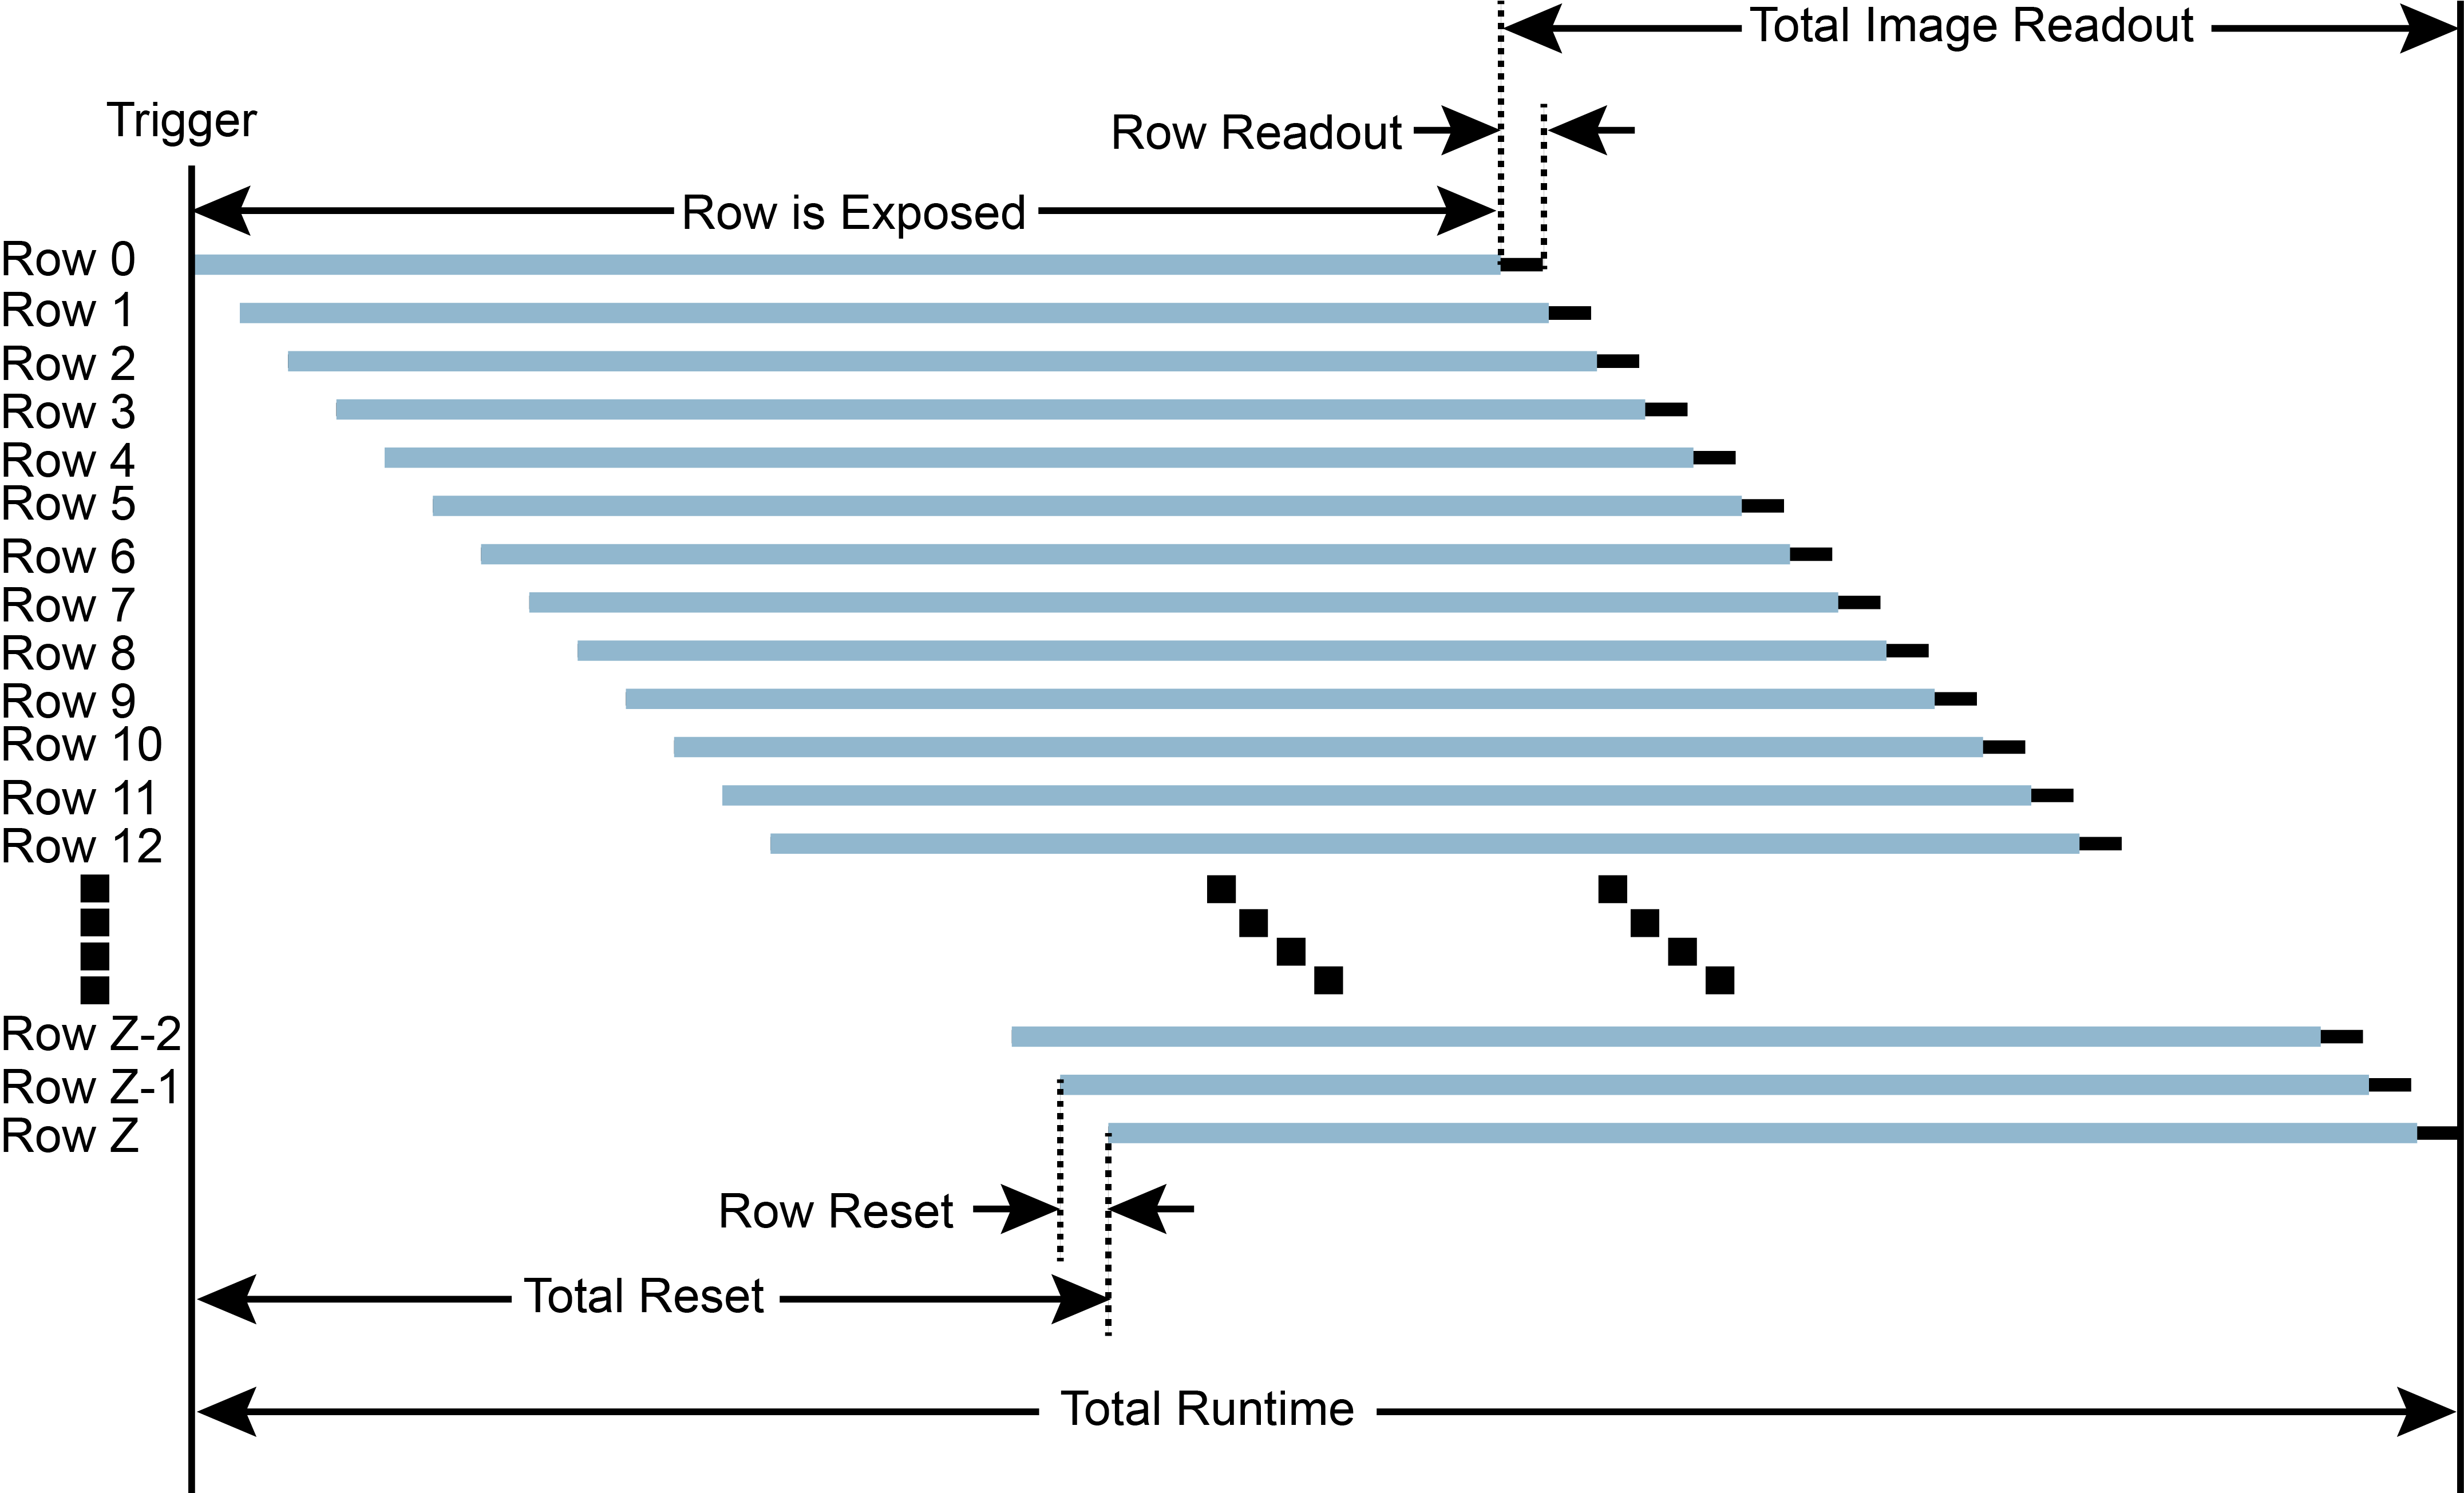 Total Image Readout
Trigger
Row Readout
Row is Exposed
Row 0
Row 1
Row 2
Row 3
Row 4
Row 5
Row 6
Row 7
Row 8
Row 9
Row 10
Row 11
Row 12
Row Z-2
Row Z-1
Row Z
Row Reset
Total Reset
Total Runtime